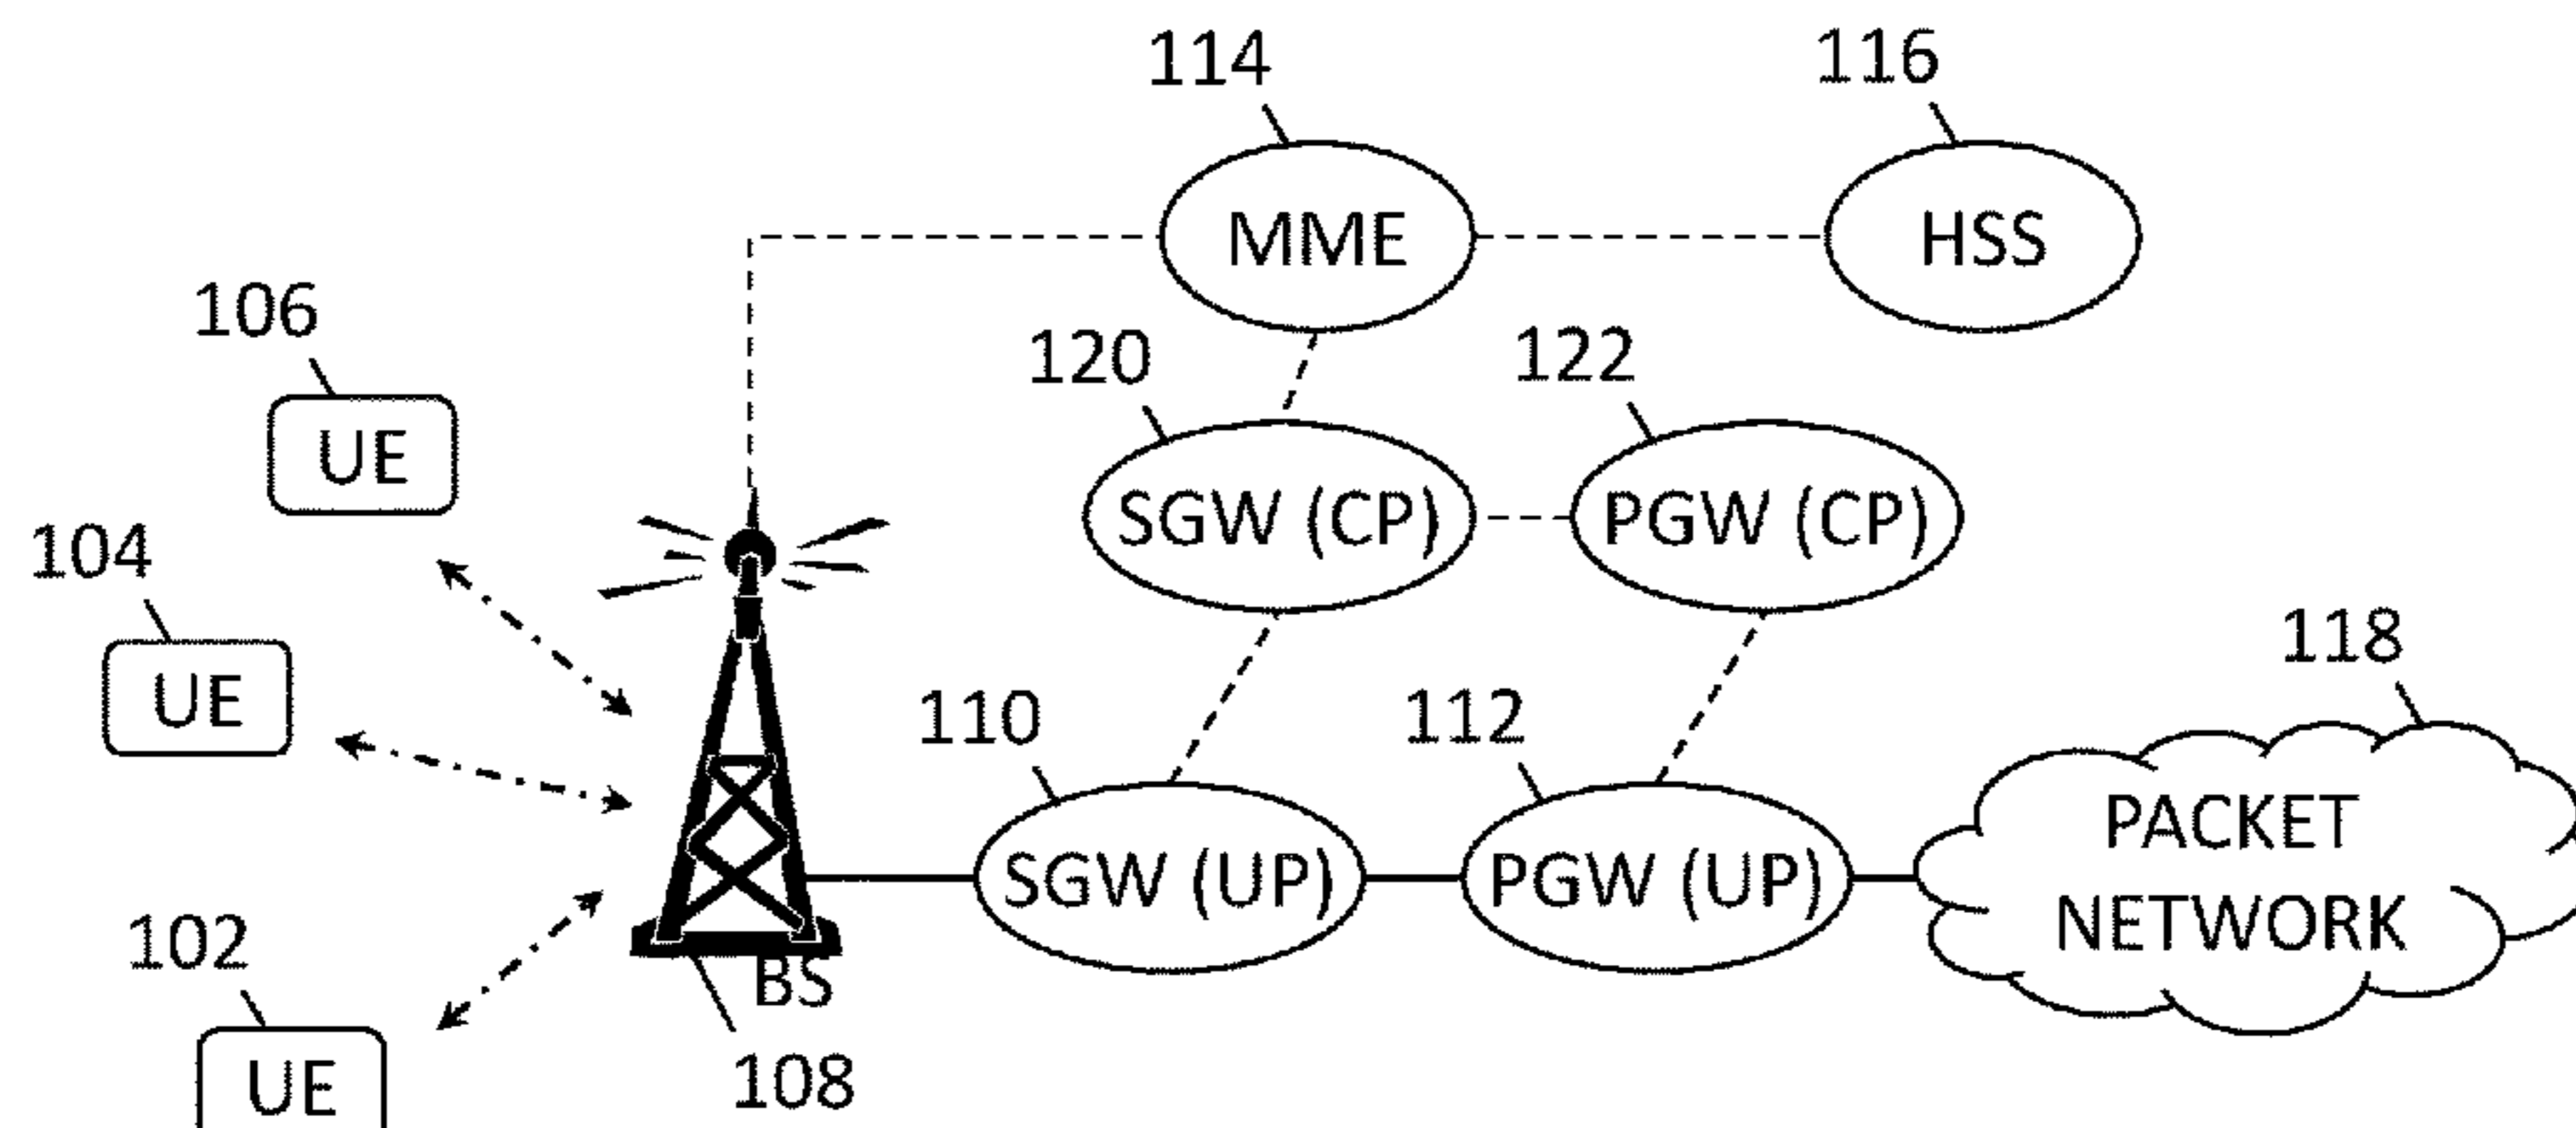 114
116
MME
HSS
106
UE
120
122
SGW (CP)
PGW (CP)
104
UE
118
110
112
PACKET
NETWORK
SGW (UP)
PGW (UP)
102
UE
BS
108